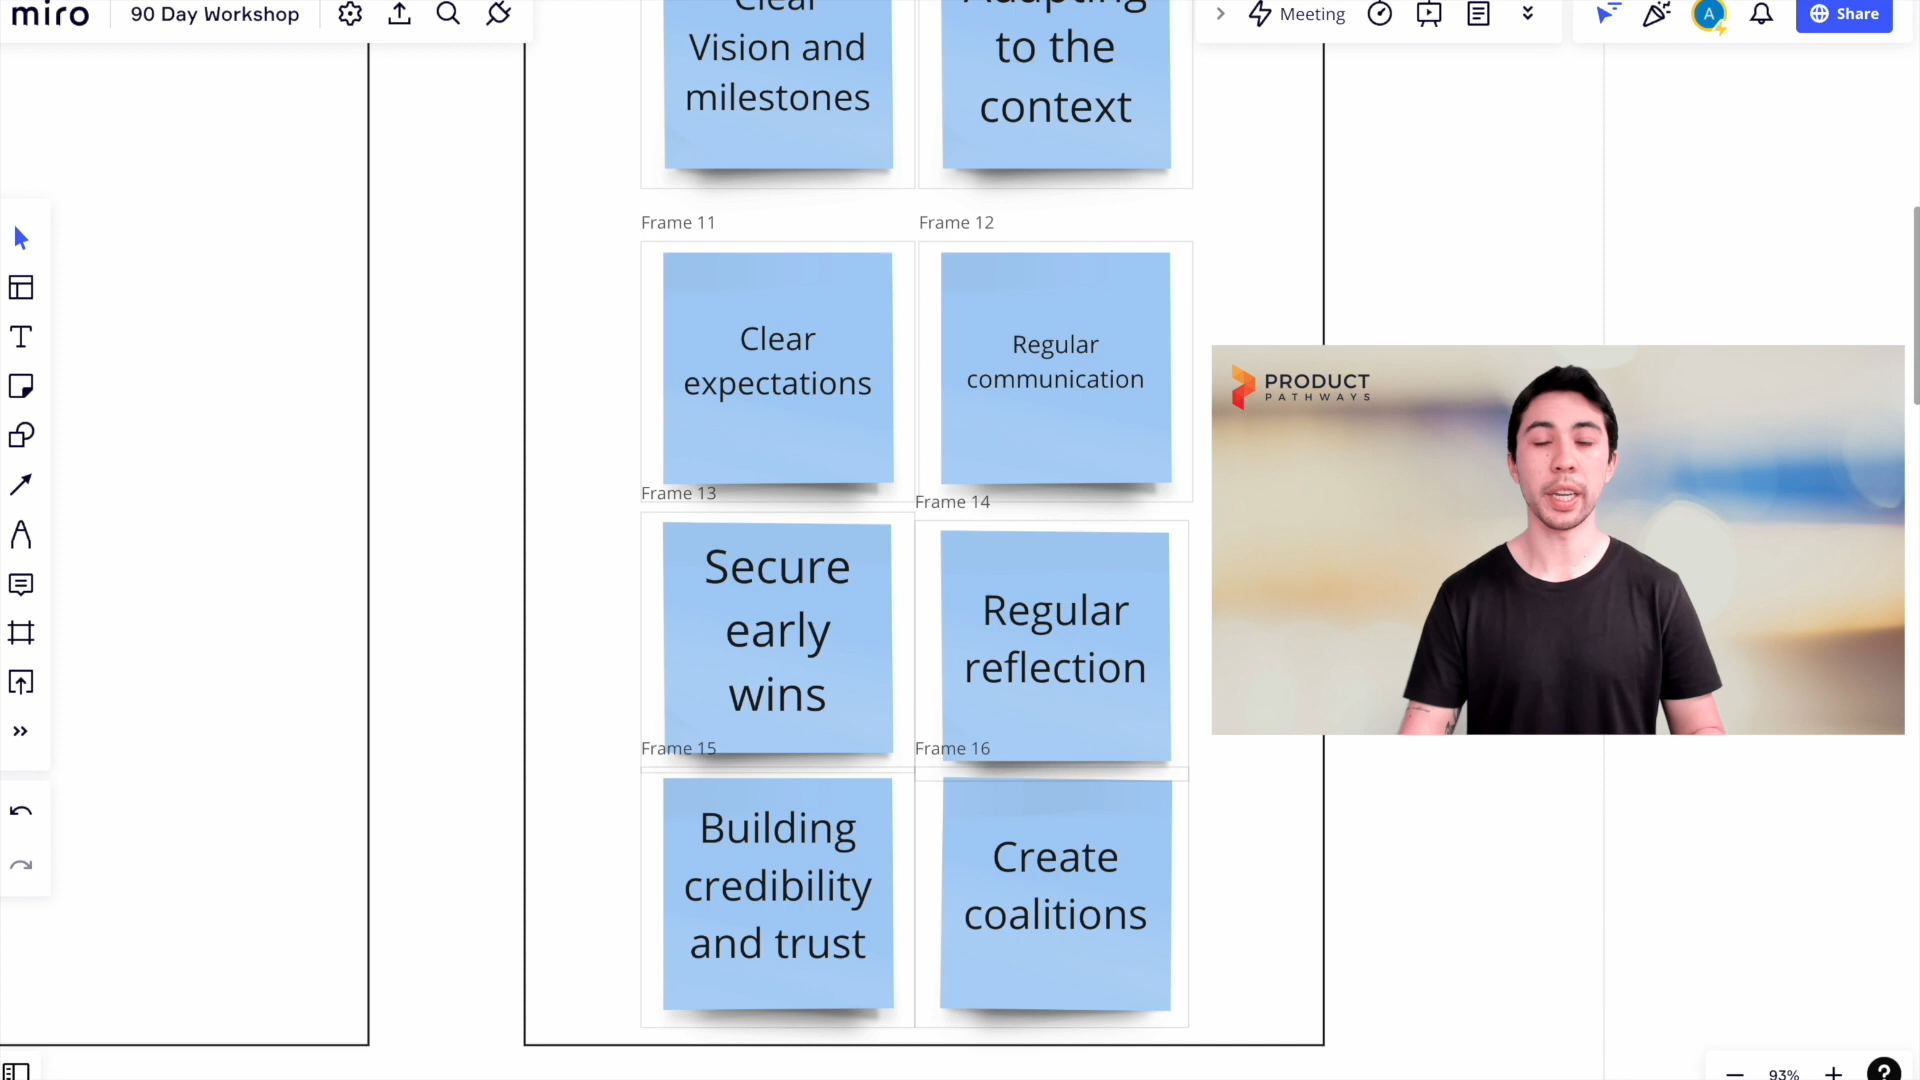 miro
90 Day Workshop
Meeting
A
Share
Clear
Vision and
milestones
Adapting
to the
context
Frame 11
Frame 12
Clear
expectations
Regular
communication
Frame 13
Frame 14
Secure
early
wins
Regular
reflection
Frame 15
Frame 16
Building
credibility
and trust
Create
coalitions
PRODUCT
PATHWAYS
93%